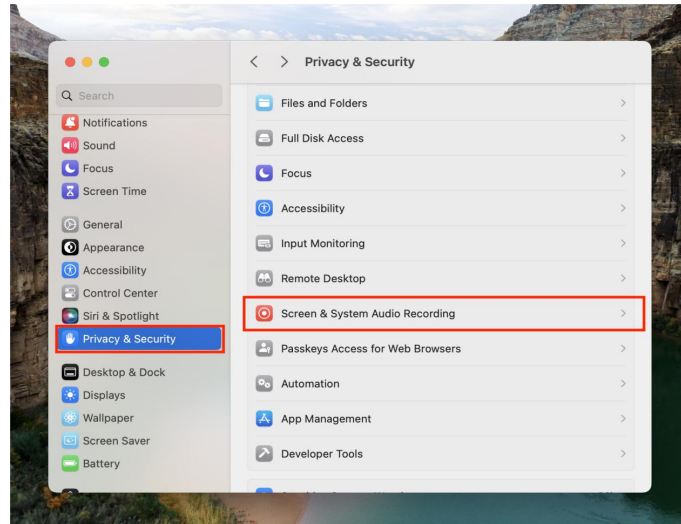 Privacy & Security
Search
Notifications
Sound
Focus
Screen Time
General
Appearance
Accessibility
Control Center
Siri & Spotlight
Privacy & Security
Desktop & Dock
Displays
Wallpaper
Screen Saver
Battery
Files and Folders
Full Disk Access
Focus
Accessibility
Input Monitoring
Remote Desktop
Screen & System Audio Recording
Passkeys Access for Web Browsers
Automation
App Management
Developer Tools